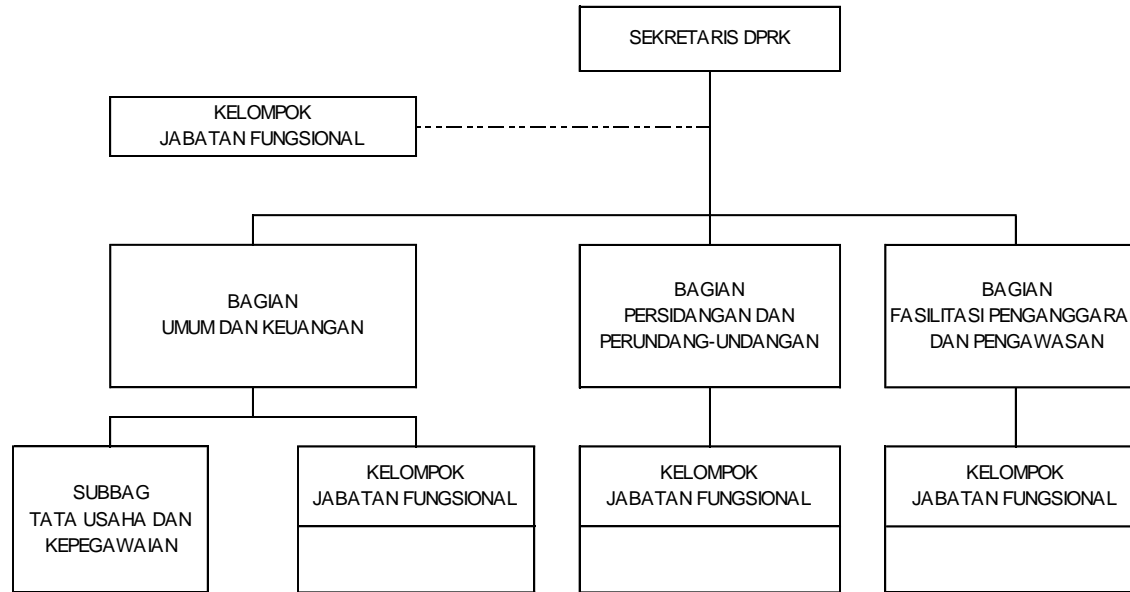 SEKRETARIS DPRK
KELOMPOK
JABATAN FUNGSIONAL
BAGIAN
UMUM DAN KEUANGAN
BAGIAN
PERSIDANGAN DAN
PERUNDANG-UNDANGAN
BAGIAN
FASILITASI PENGANGGARA
DAN PENGAWASAN
SUBBAG
TATA USAHA DAN
KEPEGAWAIAN
KELOMPOK
JABATAN FUNGSIONAL
KELOMPOK
JABATAN FUNGSIONAL
KELOMPOK
JABATAN FUNGSIONAL